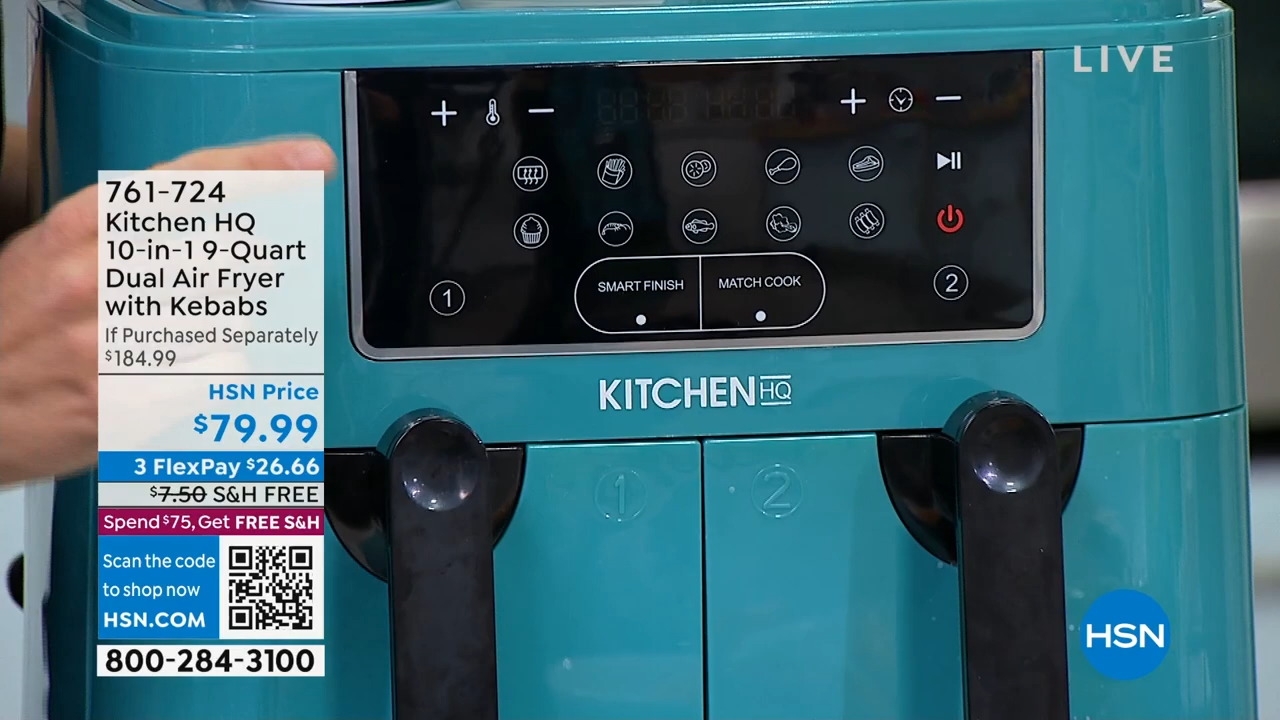 LIVE
761-724
Kitchen HQ
10-in-1 9-Quart
Dual Air Fryer
with Kebabs
If Purchased Separately
$184.99
HSN Price
$79.99
3 FlexPay $26.66
$7.50 S&H FREE
Spend $75, Get FREE S&H
Scan the code
to shop now
HSN.COM
800-284-3100
1
SMART FINISH
MATCH COOK
2
KITCHEN HQ
1
2
HSN